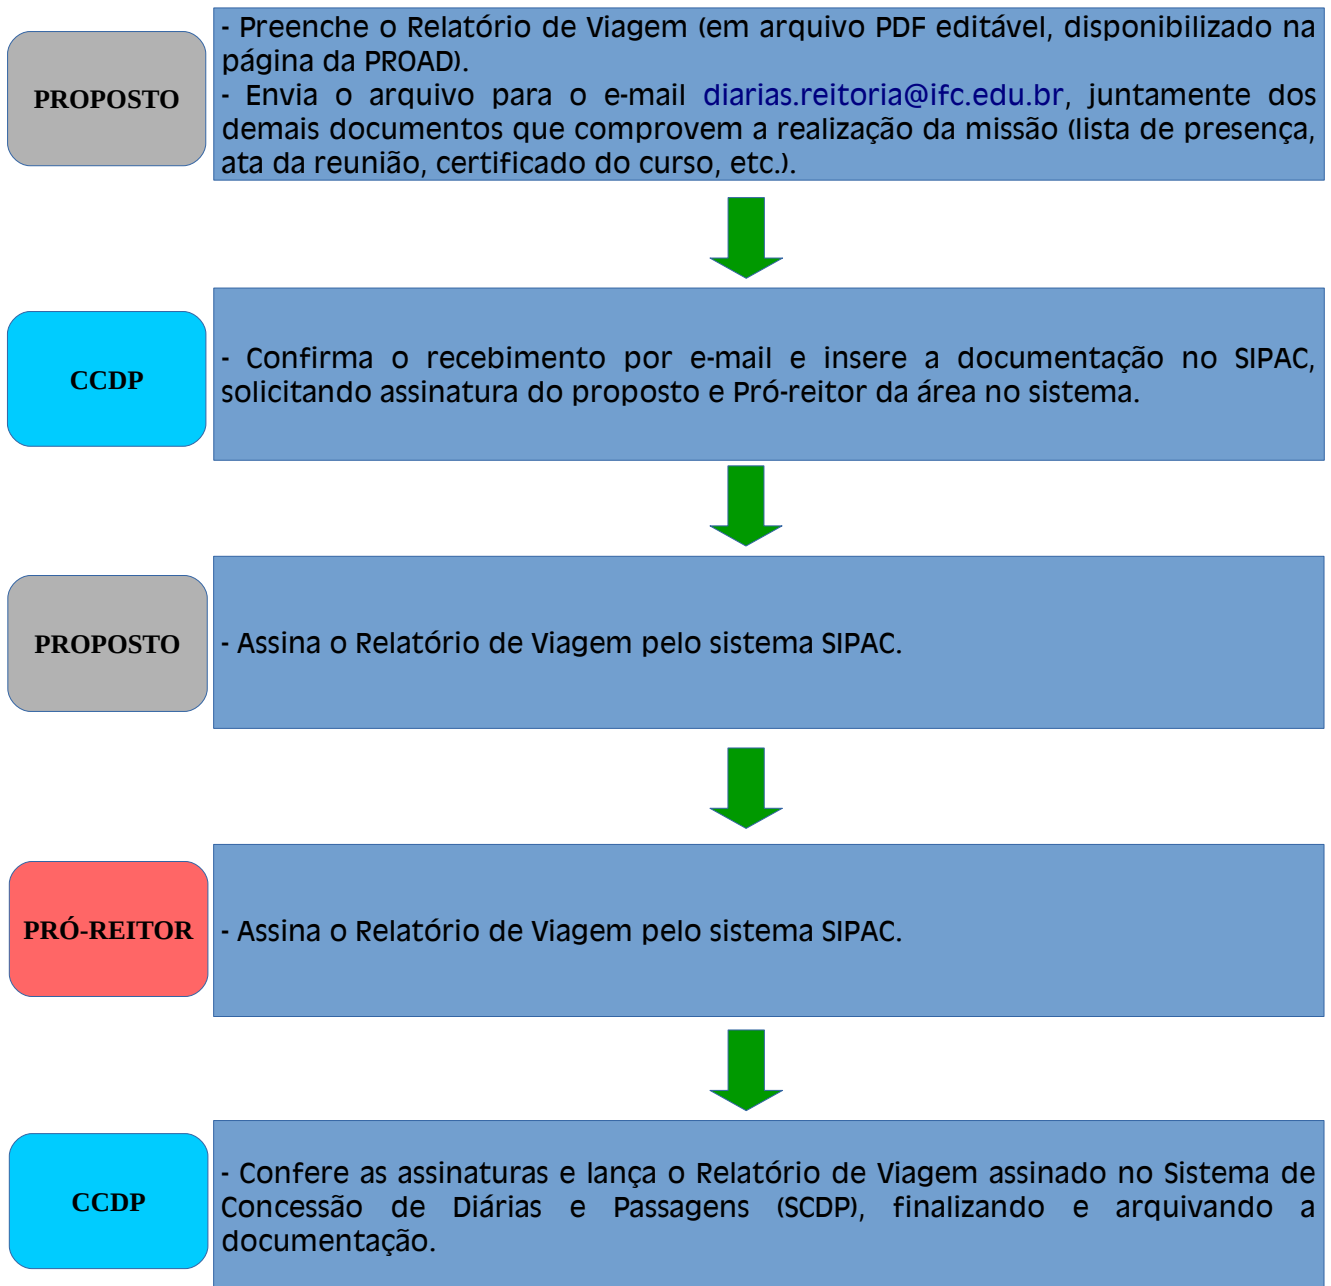 PROPOSTO
- Preenche o Relatório de Viagem (em arquivo PDF editável, disponibilizado na
página da PROAD).
- Envia o arquivo para o e-mail diarias.reitoria@ifc.edu.br, juntamente dos
demais documentos que comprovem a realização da missão (lista de presença,
ata da reunião, certificado do curso, etc.).
CCDP
- Confirma o recebimento por e-mail e insere a documentação no SIPAC,
solicitando assinatura do proposto e Pró-reitor da área no sistema.
PROPOSTO
- Assina o Relatório de Viagem pelo sistema SIPAC.
PRÓ-REITOR
- Assina o Relatório de Viagem pelo sistema SIPAC.
CCDP
- Confere as assinaturas e lança o Relatório de Viagem assinado no Sistema de
Concessão de Diárias e Passagens (SCDP), finalizando e arquivando a
documentação.